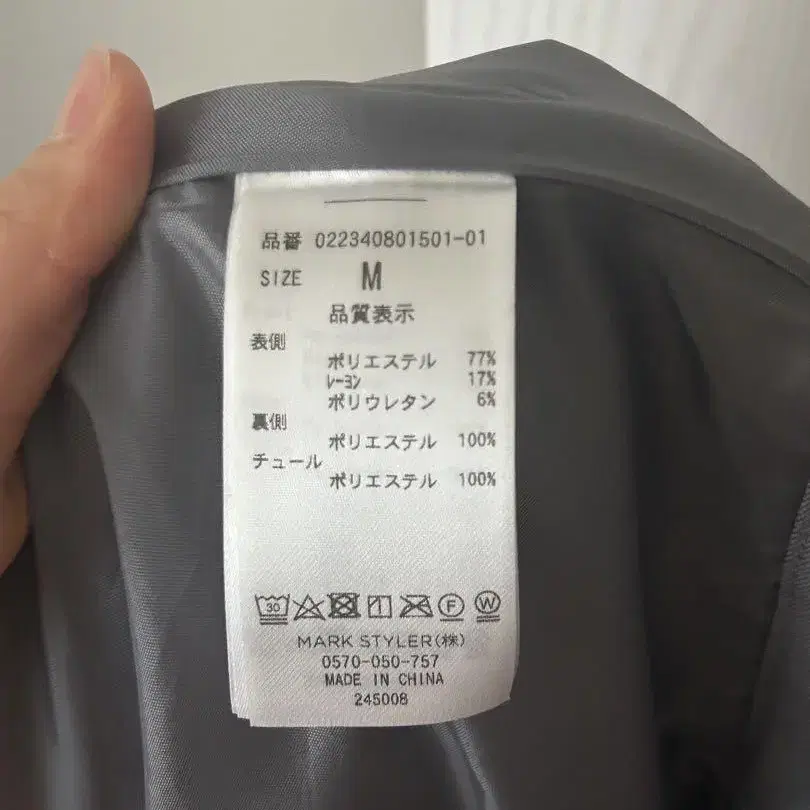 品番 022340801501-01
SIZE M
品質表示
表側
ポリエステル 77%
レーヨン 17%
ポリウレタン 6%
裏側
ポリエステル 100%
チュール
ポリエステル 100%
30 F W
MARK STYLER(株)
0570-050-757
MADE IN CHINA
245008